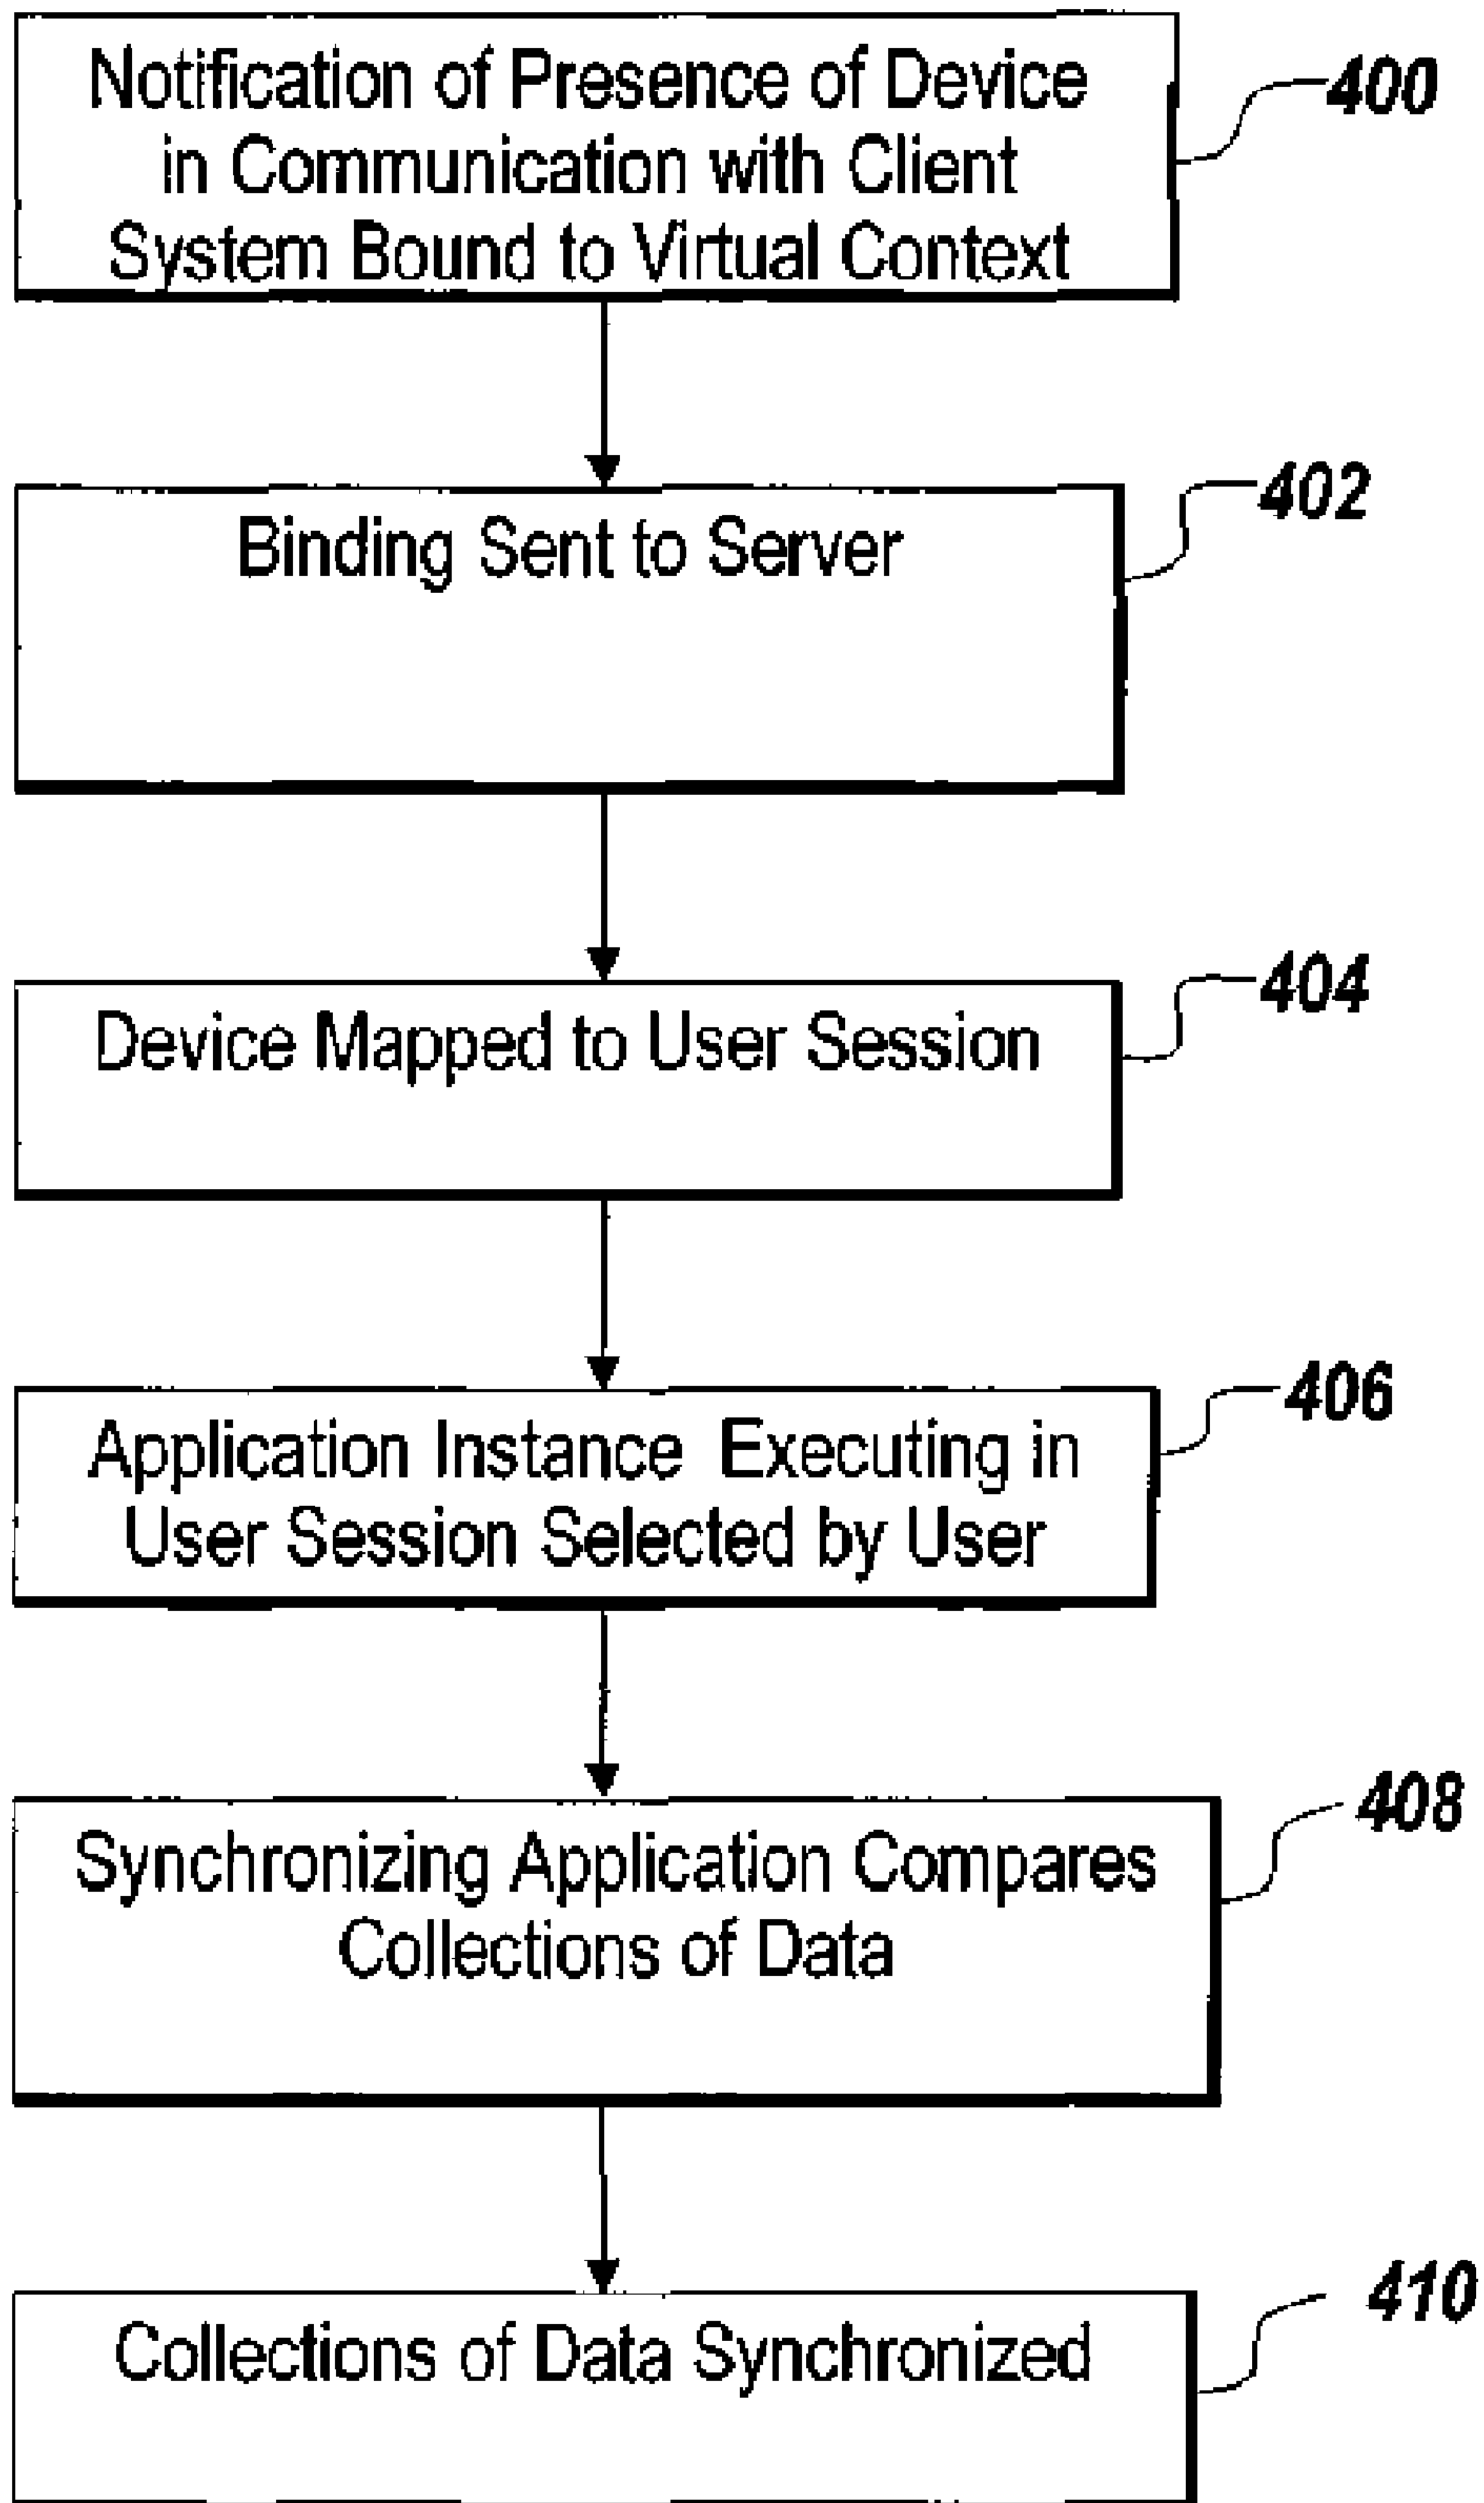 Notification of Presence of Device
in Communication with Client
System Bound to Virtual Context
400
Binding Sent to Server
402
Device Mapped to User Session
404
Application Instance Executing in
User Session Selected by User
406
Synchronizing Application Compares
Collections of Data
408
Collections of Data Synchronized
410